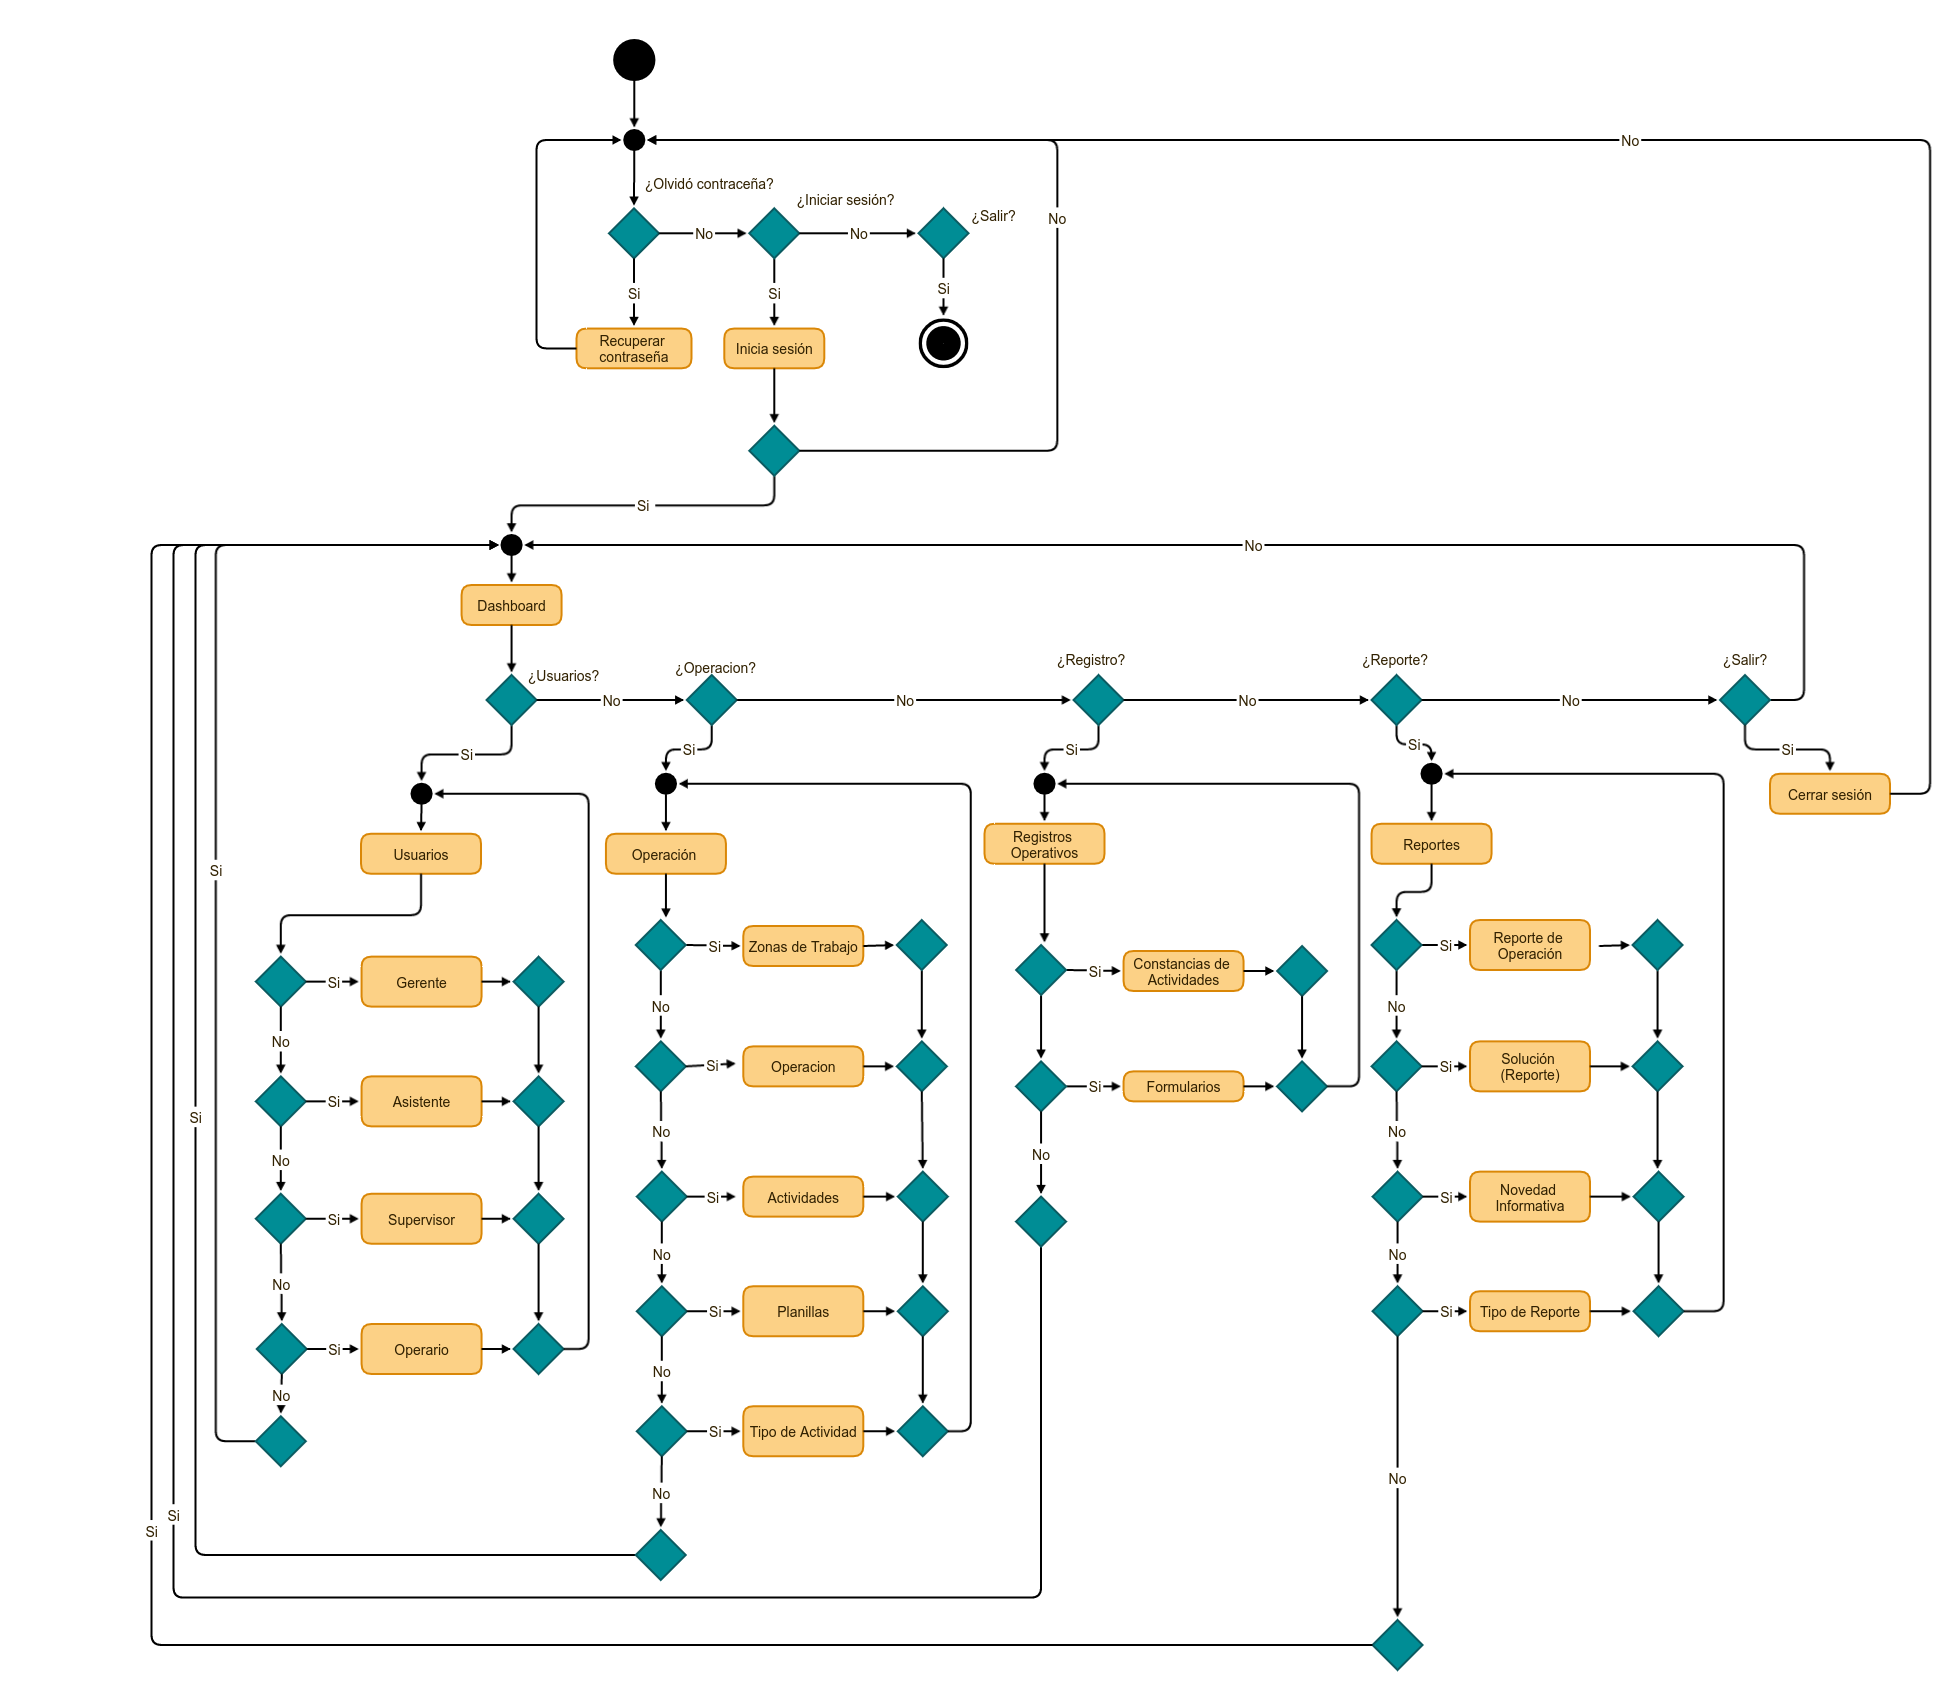 No
¿Olvidó contraceña?
¿Iniciar sesión?
¿Salir?
No
No
No
Si
Si
Si
Recuperar
contraseña
Inicia sesión
Si
No
Dashboard
¿Usuarios?
¿Operacion?
¿Registro?
¿Reporte?
¿Salir?
No
No
No
No
Si
Si
Si
Si
Si
Cerrar sesión
Usuarios
Operación
Registros
Operativos
Reportes
Si
Si
Zonas de Trabajo
Si
Reporte de
Operación
Si
Constancias de
Actividades
Si
Gerente
No
No
No
Si
Operacion
Si
Solución
(Reporte)
Si
Formularios
Si
Asistente
Si
No
No
No
No
Si
Actividades
Si
Novedad
Informativa
Si
Supervisor
No
No
No
Si
Planillas
Si
Tipo de Reporte
Si
Operario
No
No
Si
Tipo de Actividad
No
No
Si
Si